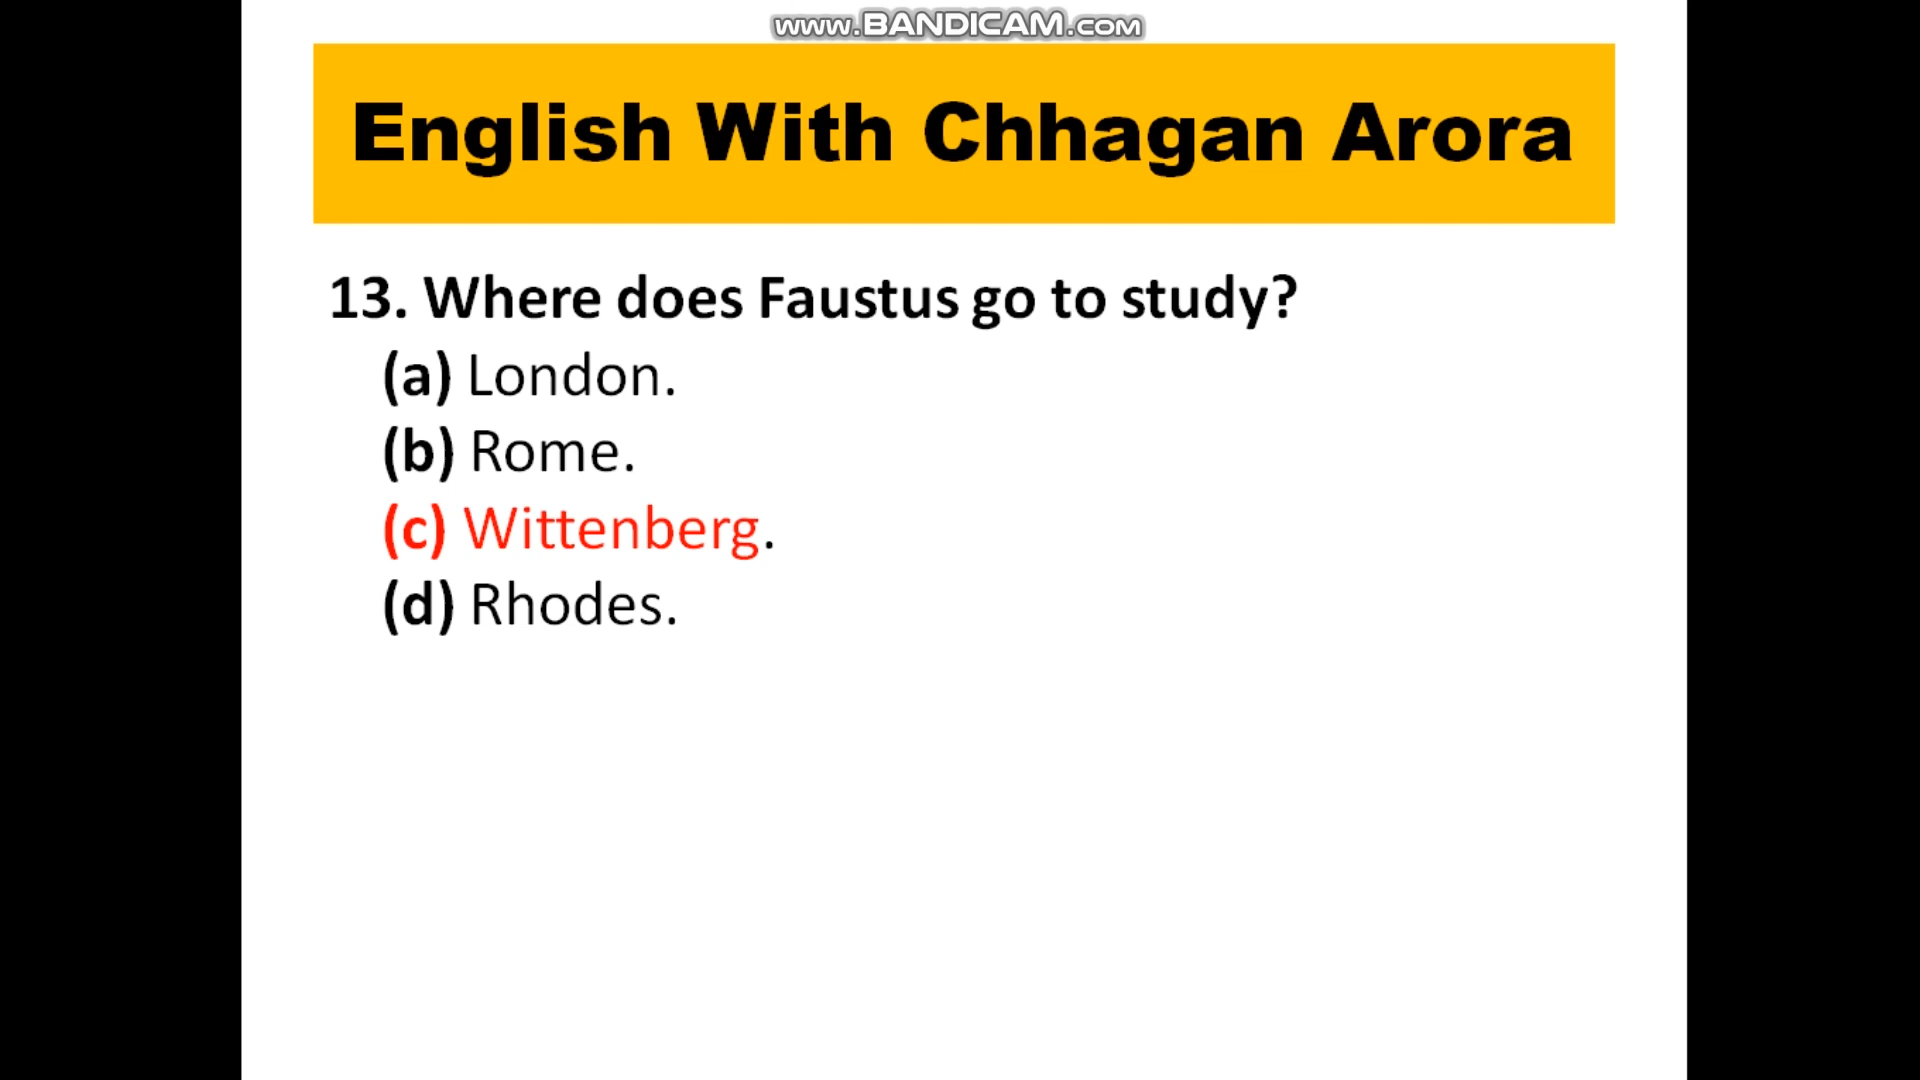 www.BANDICAM.com
English With Chhagan Arora
13. Where does Faustus go to study?
(a) London.
(b) Rome.
(c) Wittenberg.
(d) Rhodes.